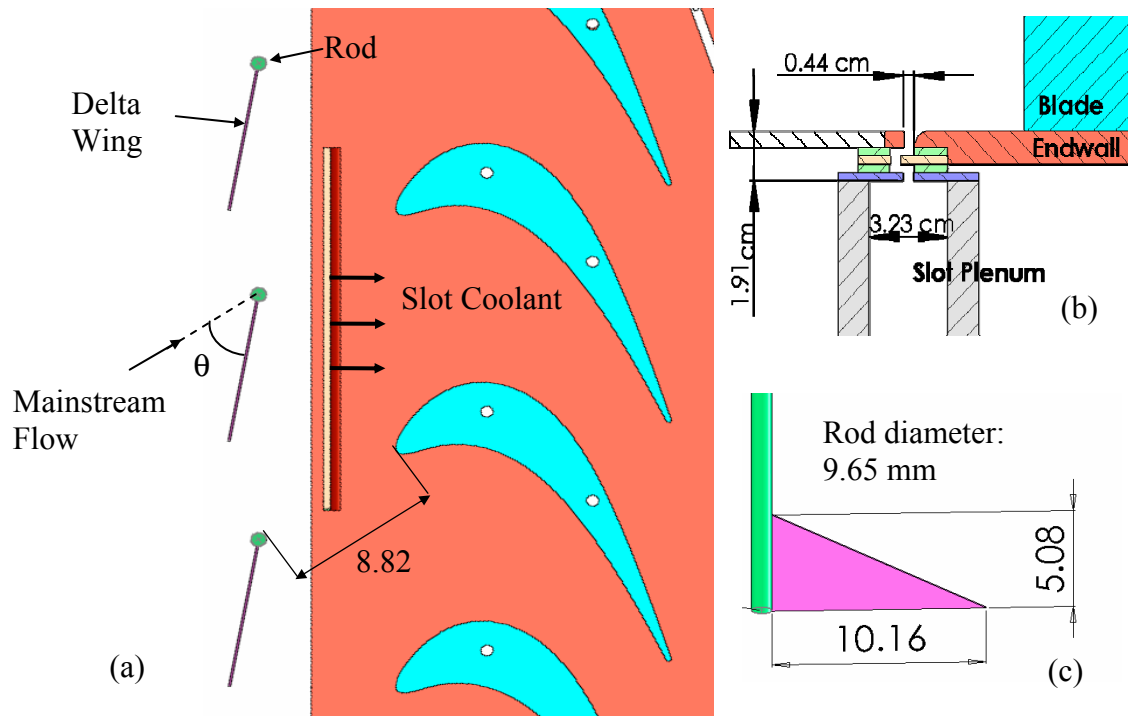 Rod
Delta
Wing
Slot Coolant
θ
Mainstream
Flow
8.82
(a)
0.44 cm
Blade
Endwall
3.23 cm
1.91 cm
Slot Plenum
(b)
Rod diameter:
9.65 mm
5.08
10.16
(c)